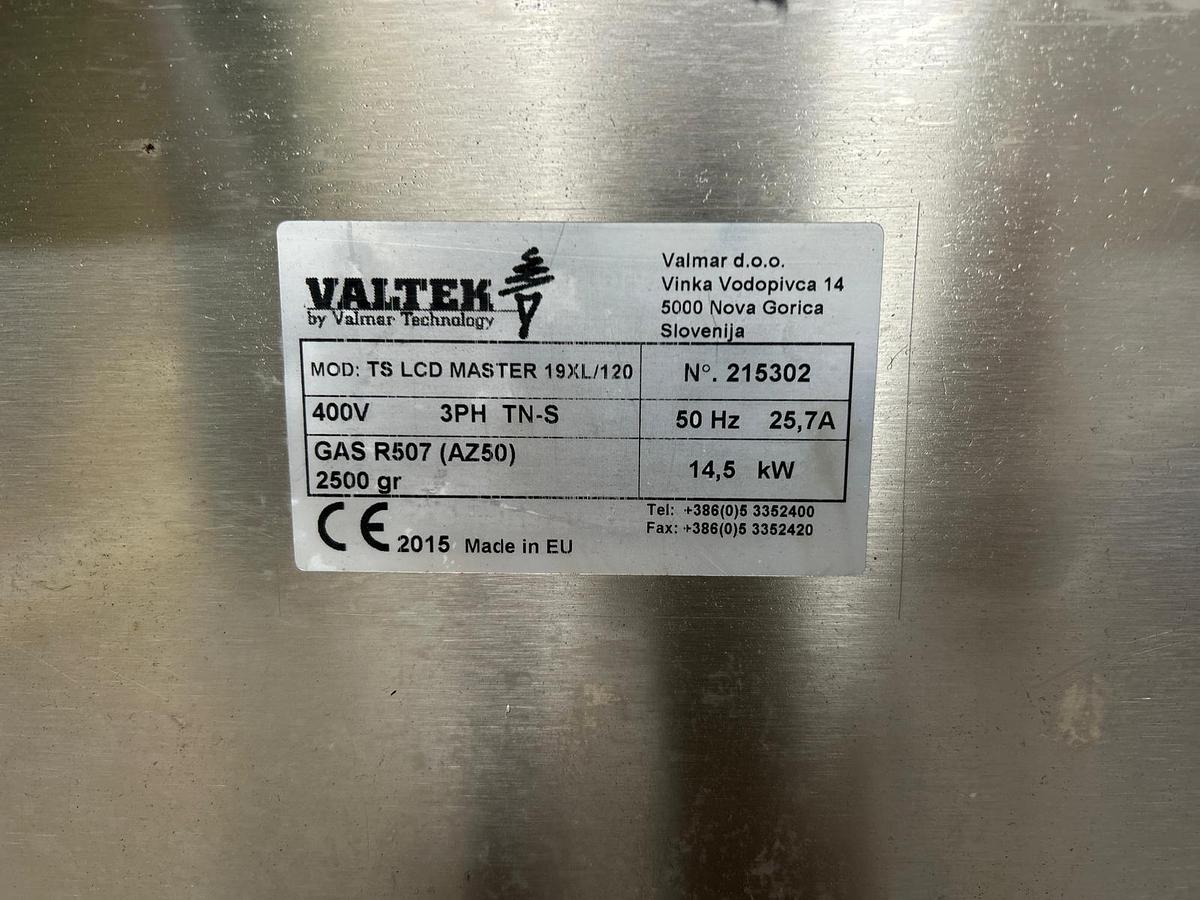 VALTEK
by Valmar Technology
Valmar d.o.o.
Vinka Vodopivca 14
5000 Nova Gorica
Slovenija
MOD: TS LCD MASTER 19XL/120
N°. 215302
400V 3PH TN-S
50 Hz 25,7A
GAS R507 (AZ50)
2500 gr
14,5 kW
CE 2015 Made in EU
Tel: +386(0)5 3352400
Fax: +386(0)5 3352420